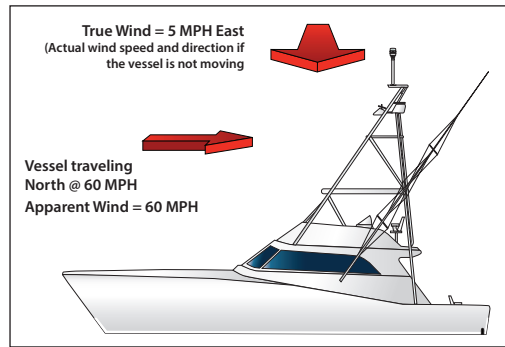 True Wind = 5 MPH East
(Actual wind speed and direction if
the vessel is not moving
Vessel traveling
North @ 60 MPH
Apparent Wind = 60 MPH